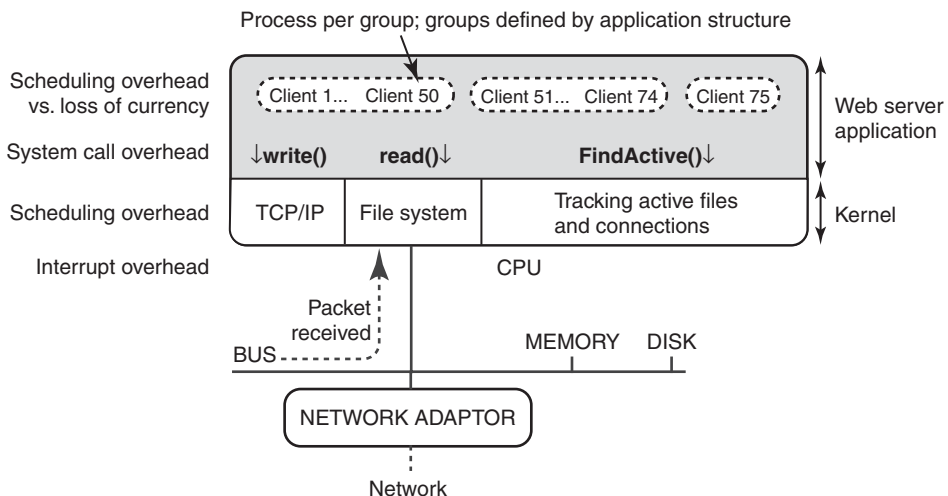 Process per group; groups defined by application structure
Scheduling overhead
vs. loss of currency
Client 1... Client 50
Client 51... Client 74
Client 75
Web server
application
System call overhead
↓write()
read()↓
FindActive()↓
Scheduling overhead
TCP/IP
File system
Tracking active files
and connections
Kernel
Interrupt overhead
CPU
Packet
received
BUS
MEMORY
DISK
NETWORK ADAPTOR
Network